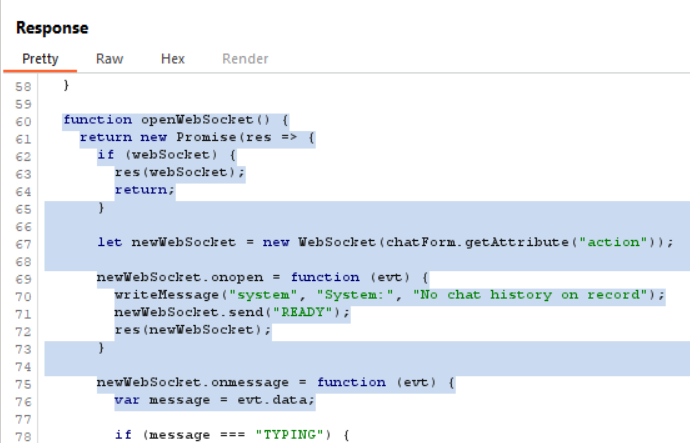 Response
Pretty Raw Hex Render
58 }
59
60 function openWebSocket() {
61 return new Promise(res => {
62 if (webSocket) {
63 res(webSocket);
64 return;
65 }
66
67 let newWebSocket = new WebSocket(chatForm.getAttribute("action"));
68
69 newWebSocket.onopen = function (evt) {
70 writeMessage("system", "System:", "No chat history on record");
71 newWebSocket.send("READY");
72 res(newWebSocket);
73 }
74
75 newWebSocket.onmessage = function (evt) {
76 var message = evt.data;
77
78 if (message === "TYPING") {